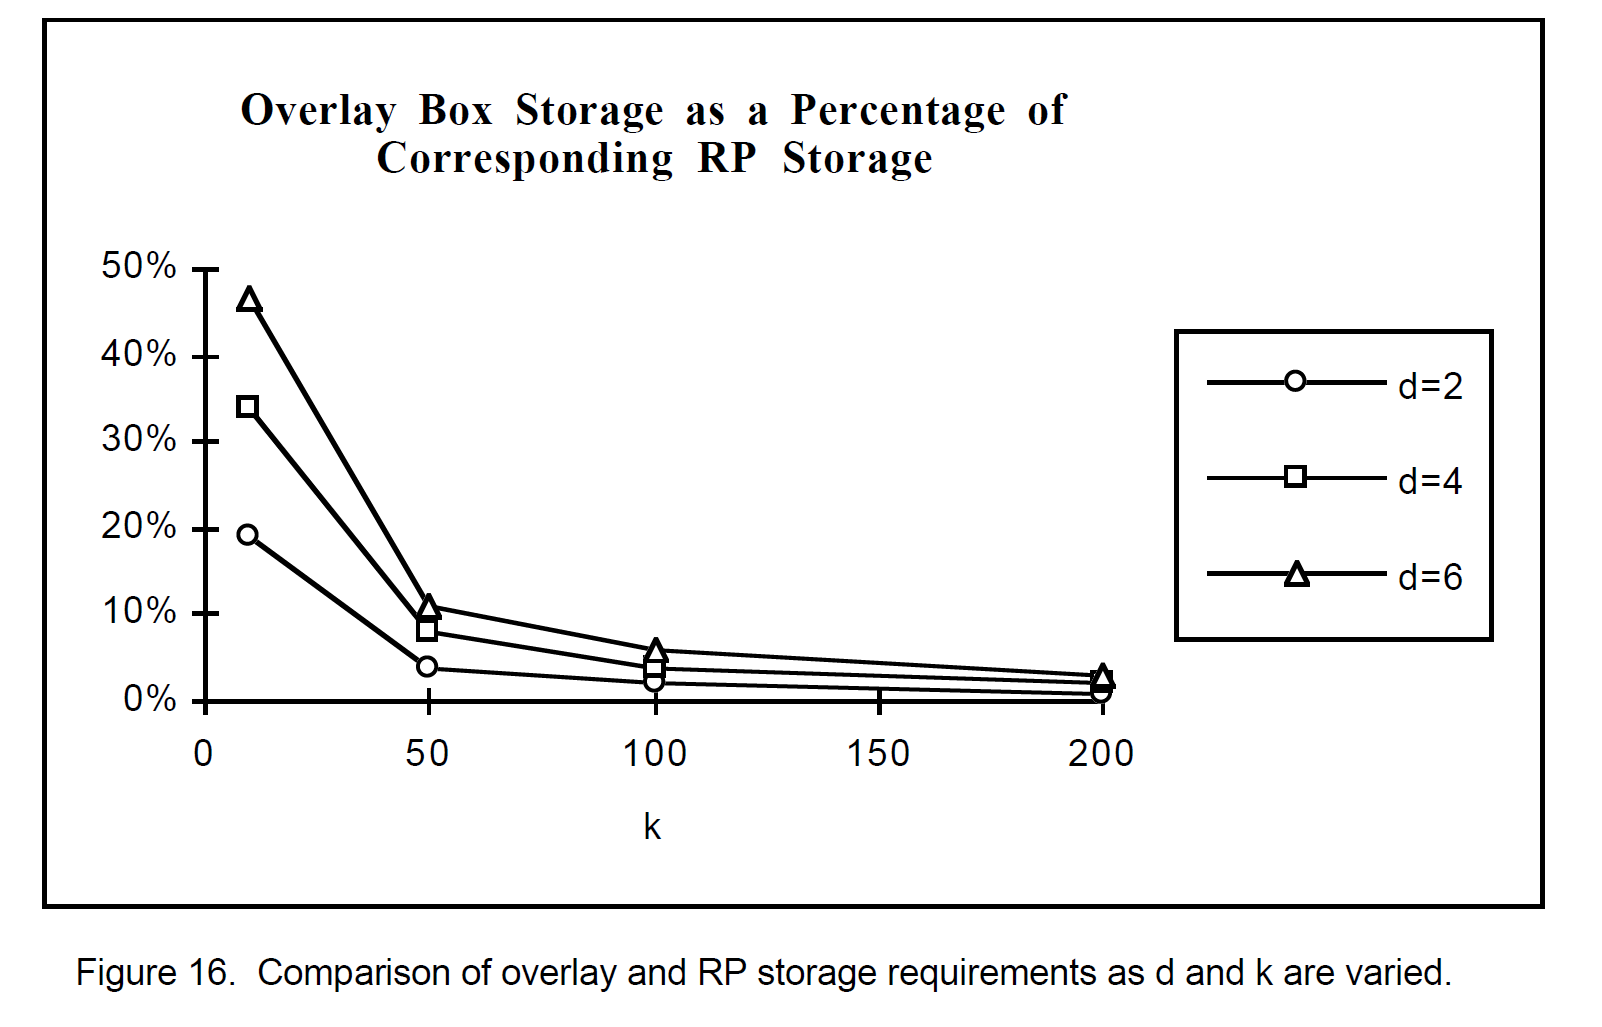 Overlay Box Storage as a Percentage of
Corresponding RP Storage
50%
40%
30%
20%
10%
0%
0 50 100 150 200
k
d=2
d=4
d=6
Figure 16. Comparison of overlay and RP storage requirements as d and k are varied.